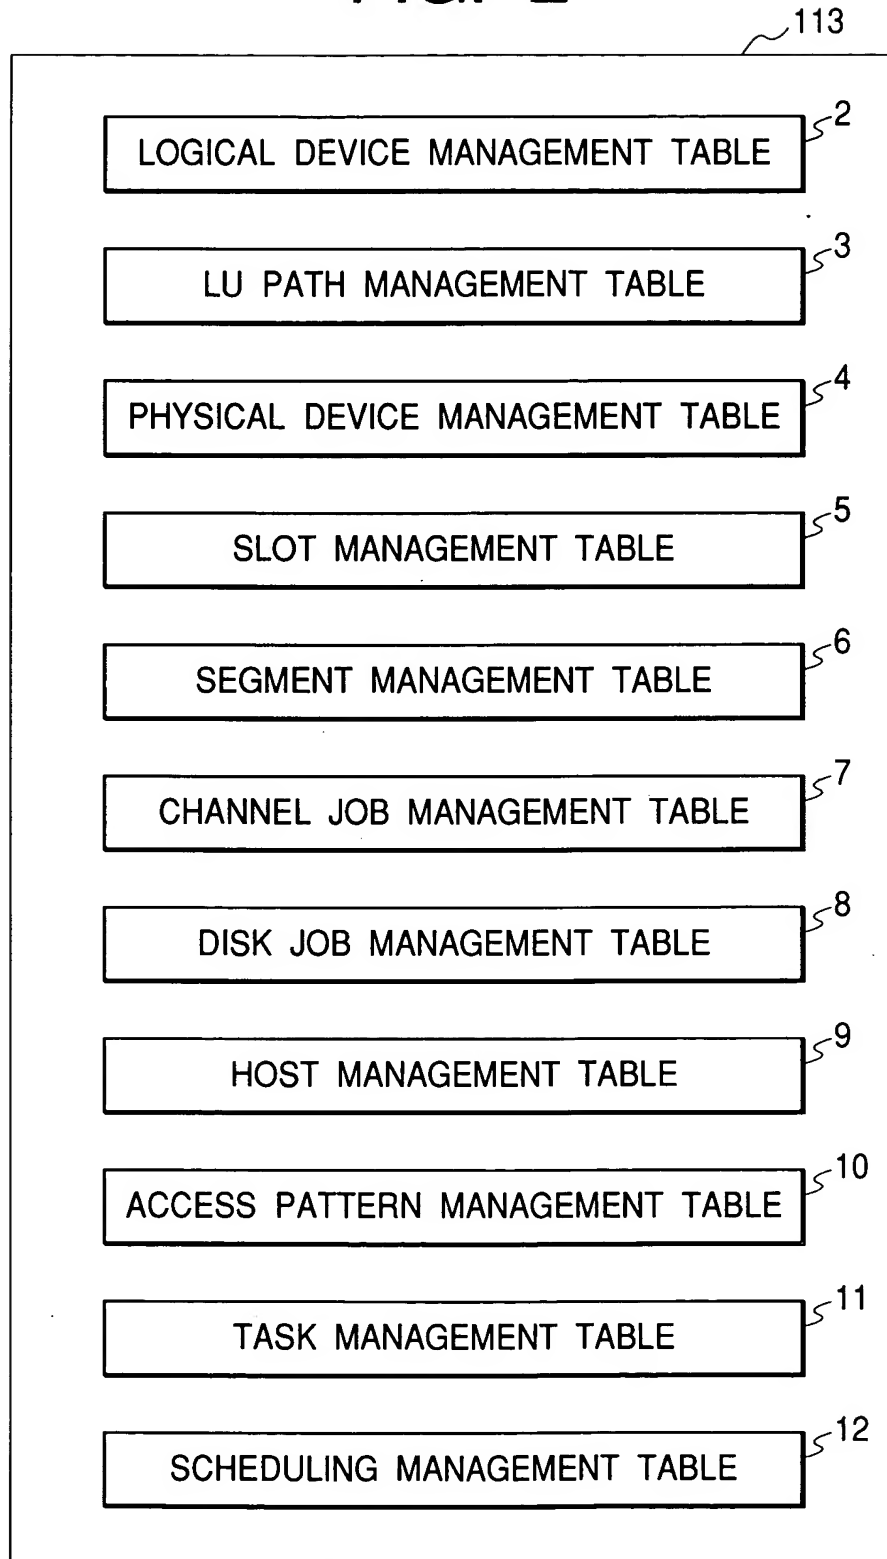 113
LOGICAL DEVICE MANAGEMENT TABLE 2
LU PATH MANAGEMENT TABLE 3
PHYSICAL DEVICE MANAGEMENT TABLE 4
SLOT MANAGEMENT TABLE 5
SEGMENT MANAGEMENT TABLE 6
CHANNEL JOB MANAGEMENT TABLE 7
DISK JOB MANAGEMENT TABLE 8
HOST MANAGEMENT TABLE 9
ACCESS PATTERN MANAGEMENT TABLE 10
TASK MANAGEMENT TABLE 11
SCHEDULING MANAGEMENT TABLE 12